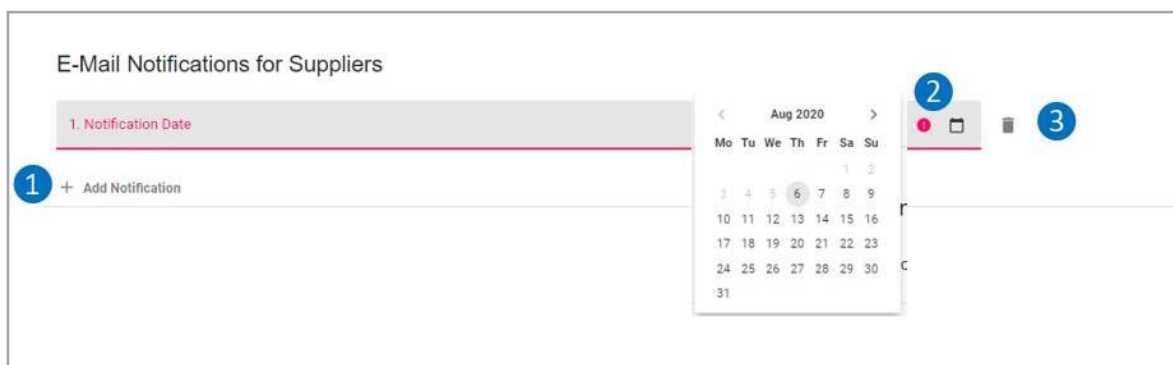 E-Mail Notifications for Suppliers
2
1. Notification Date
3
< Aug 2020 >
Mo Tu We Th Fr Sa Su
1 2
3 4 5 6 7 8 9
10 11 12 13 14 15 16
17 18 19 20 21 22 23
24 25 26 27 28 29 30
31
1
+ Add Notification